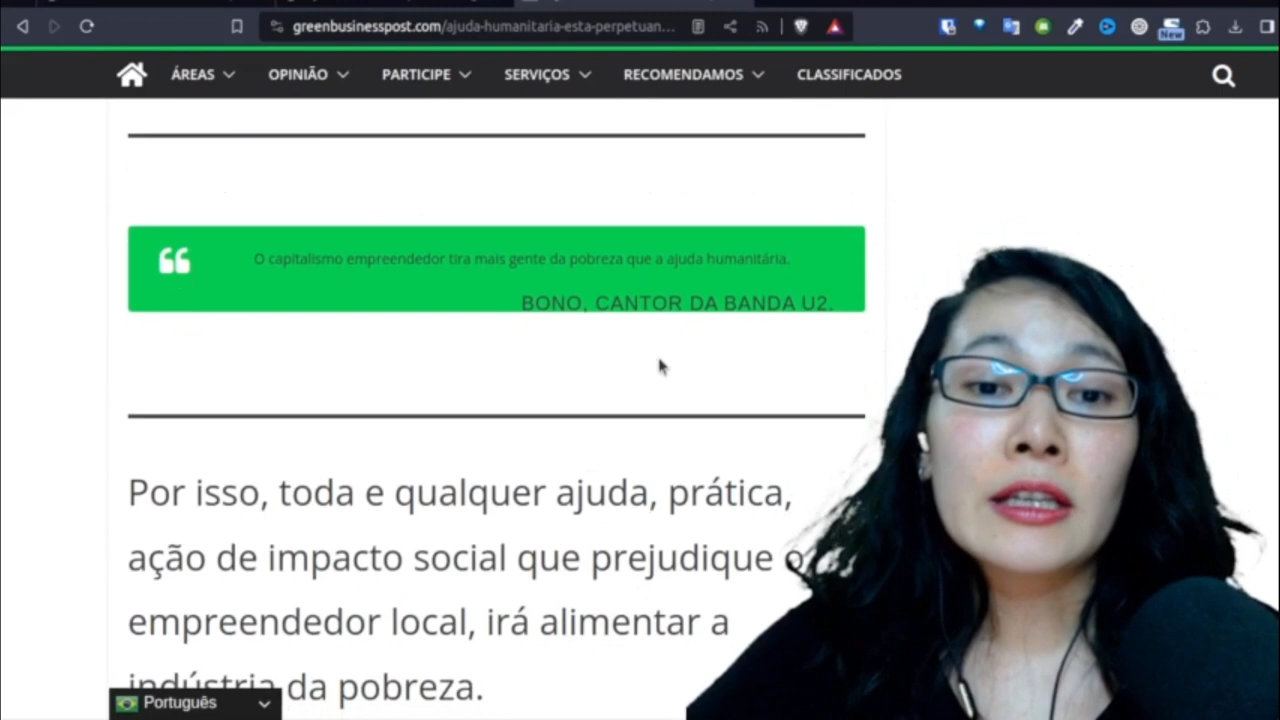 greenbusinesspost.com/ajuda-humanitaria-esta-perpetuan...
New
ÁREAS
OPINIÃO
PARTICIPE
SERVIÇOS
RECOMENDAMOS
CLASSIFICADOS
O capitalismo empreendedor tira mais gente da pobreza que a ajuda humanitária.
BONO, CANTOR DA BANDA U2.
Por isso, toda e qualquer ajuda, prática,
ação de impacto social que prejudique o
empreendedor local, irá alimentar a
indústria da pobreza.
Português